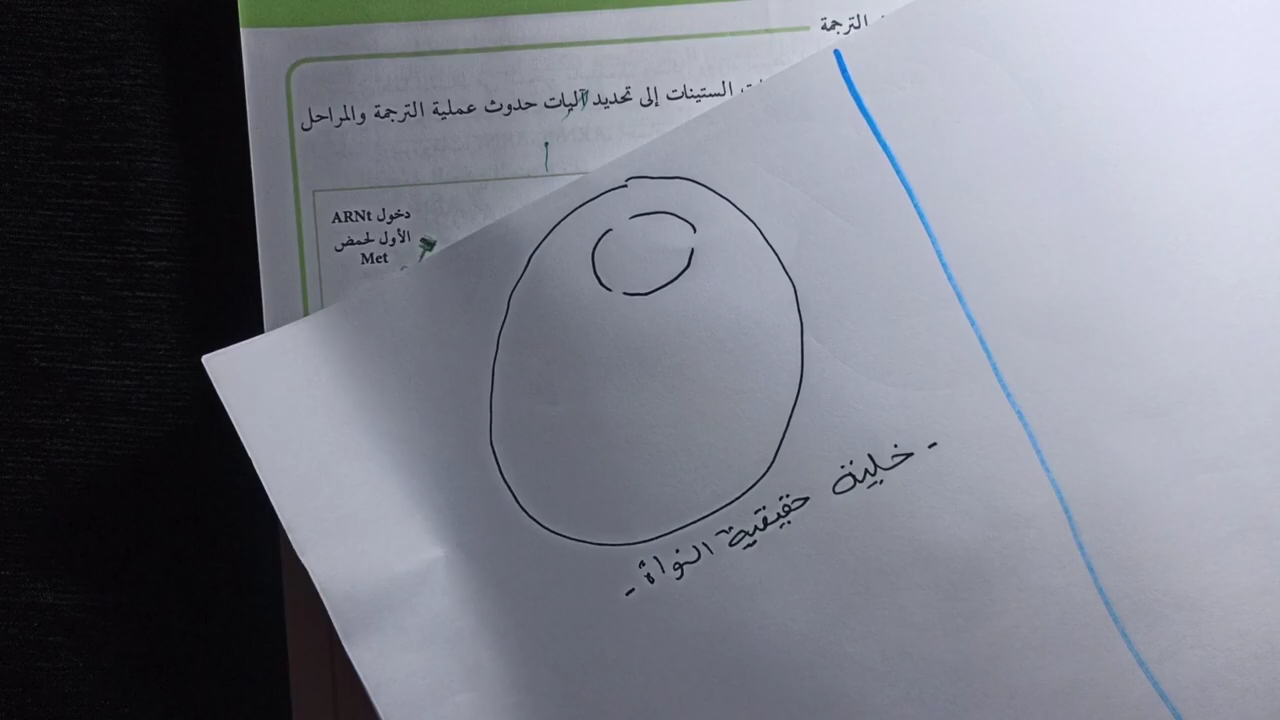 الترجمة
الستينات إلى تحديد آليات حدوث عملية الترجمة والمراحل
دخول ARNt
الأول لحمض
Met
- خلية حقيقية النواة -